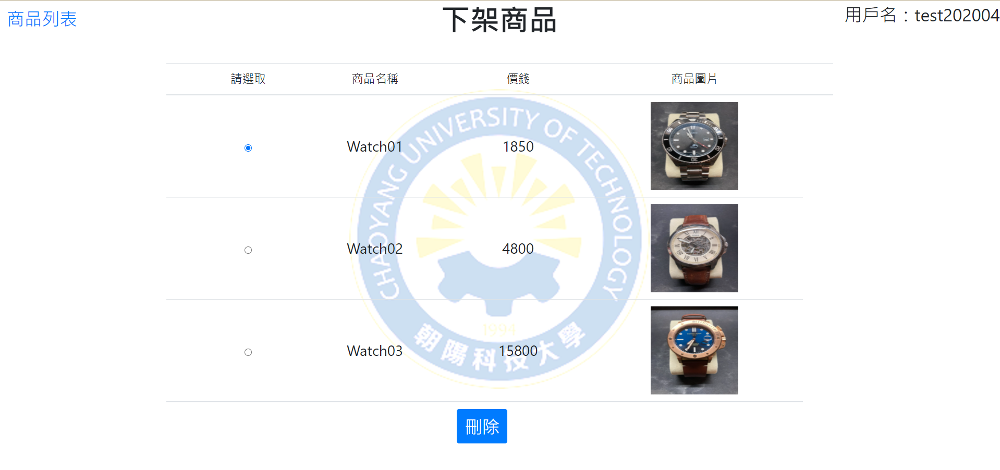 商品列表
下架商品
用戶名：test202004
請選取 商品名稱 價錢 商品圖片
Watch01 1850
Watch02 4800
Watch03 15800
CHAOYANG UNIVERSITY OF TECHNOLOGY
1994
朝陽科技大學
刪除